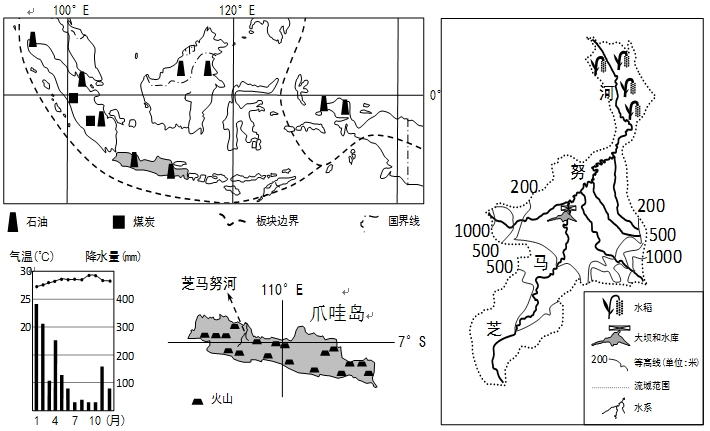 100° E
120° E
0°
石油
煤炭
板块边界
国界线
气温(℃)
降水量(mm)
30
25
20
400
300
200
100
1 4 7 10 (月)
芝马努河
110° E
爪哇岛
7° S
火山
河
努
马
芝
200
1000
500
500
200
500
1000
水稻
大坝和水库
200 等高线(单位:米)
流域范围
水系